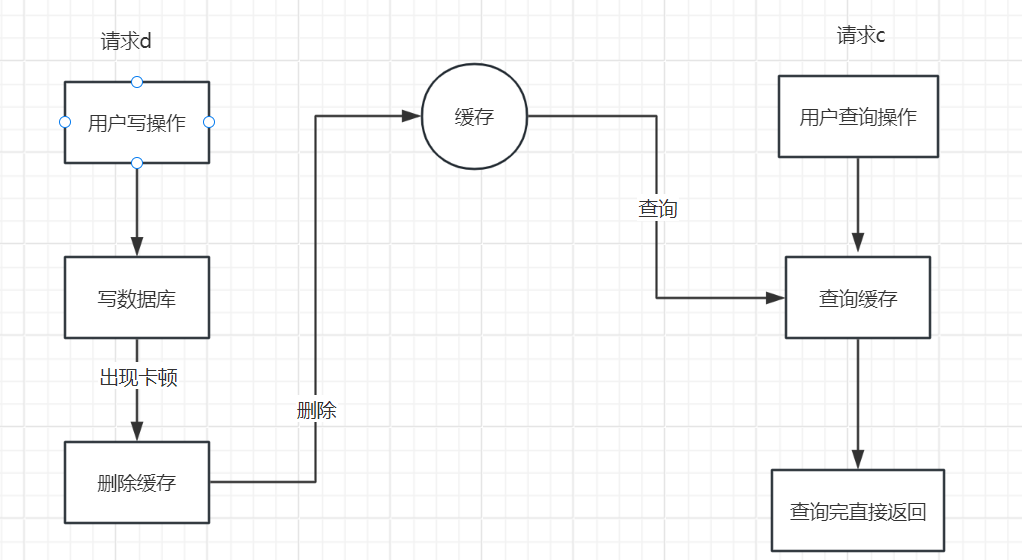 请求d
请求c
用户写操作
缓存
用户查询操作
查询
写数据库
查询缓存
出现卡顿
删除
删除缓存
查询完直接返回